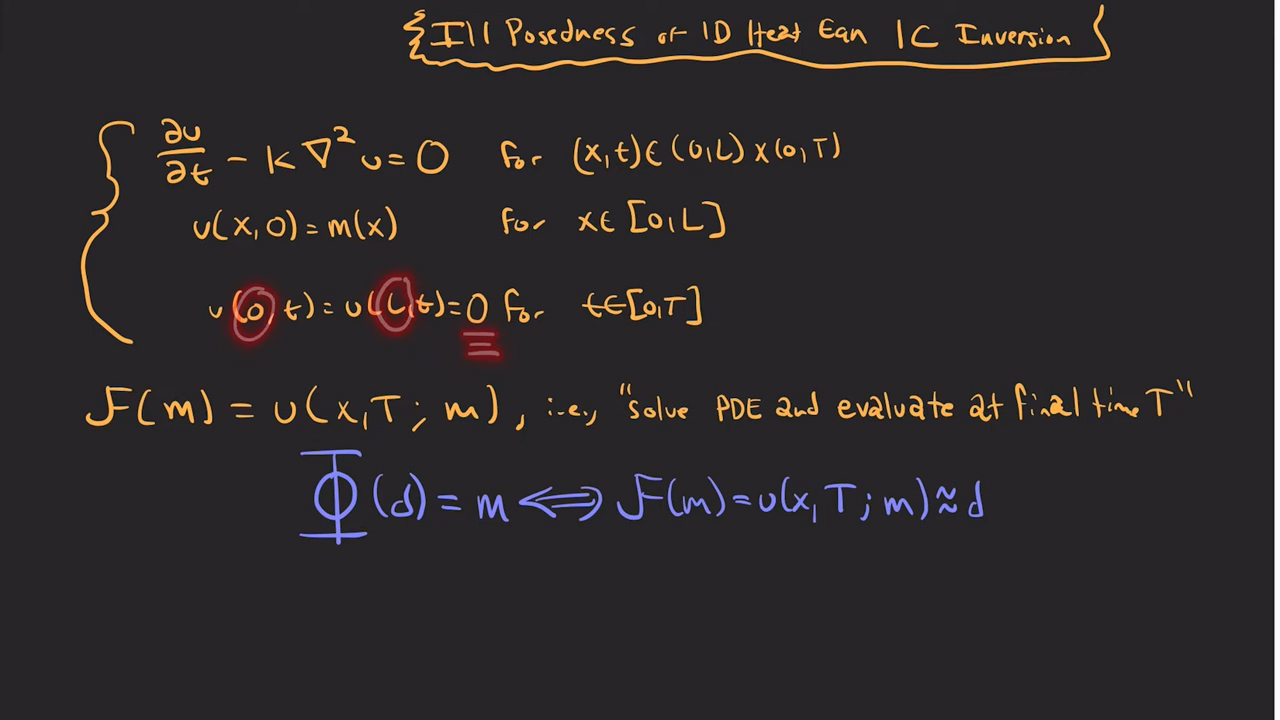 Ill Posedness of 1D Heat Eqn IC Inversion
∂u/∂t - K∇²u = 0 for (x,t)∈(0,L)×(0,T)
u(x,0)=m(x) for x∈[0,L]
u(0,t)=u(L,t)=0 for t∈[0,T]
F(m) = u(x,T;m), i.e., "solve PDE and evaluate at final time T"
Φ(d) = m ⟺ F(m)=u(x,T;m)≈d